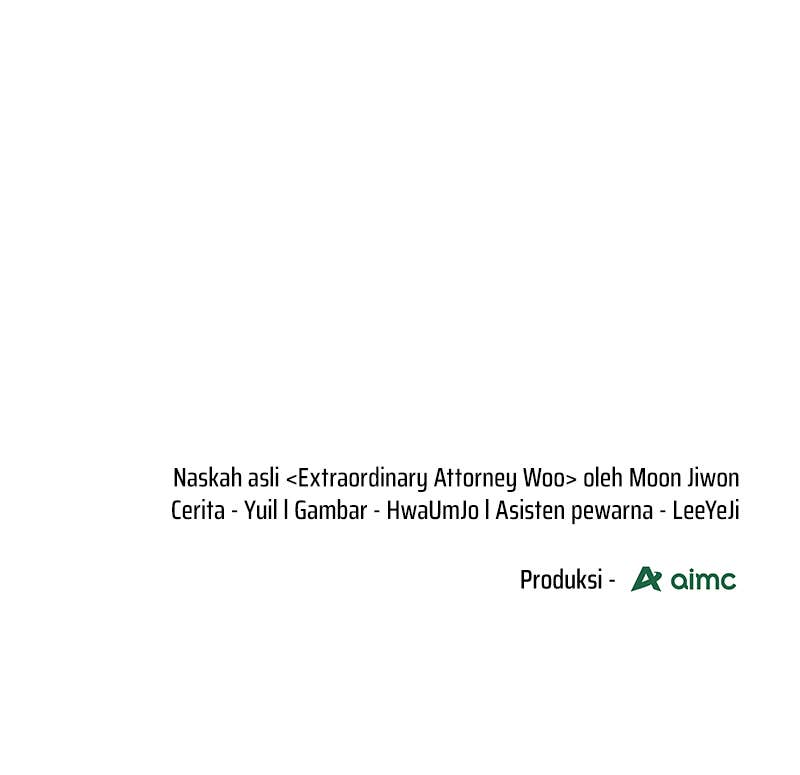 Naskah asli <Extraordinary Attorney Woo> oleh Moon Jiwon
Cerita - Yuil l Gambar - HwaUmJo l Asisten pewarna - LeeYeJi
Produksi - aimc